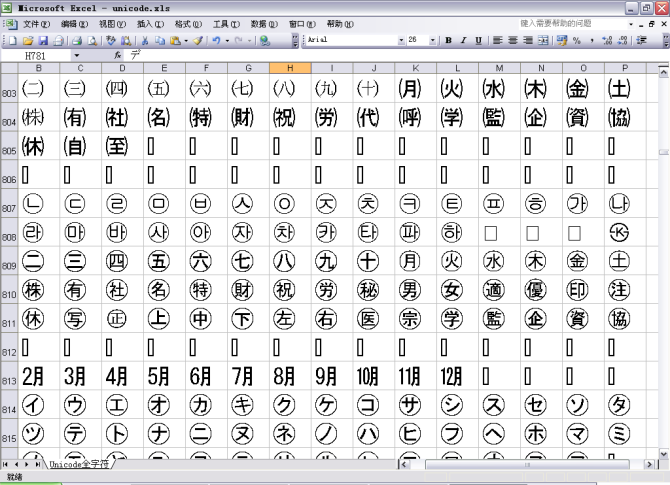 Microsoft Excel - unicode.xls
文件(F) 编辑(E) 视图(V) 插入(I) 格式(O) 工具(T) 数据(D) 窗口(W) 帮助(H) 键入需要帮助的问题
Arial 26 B I U
H781 fx デ
B C D E F G H I J K L M N O P
803 ㈡ ㈢ ㈣ ㈤ ㈥ ㈦ ㈧ ㈨ ㈩ ㈪ ㈫ ㈬ ㈭ ㈮ ㈯
804 ㈱ ㈲ ㈳ ㈴ ㈵ ㈶ ㈷ ㈸ ㈹ ㈺ ㈻ ㈼ ㈽ ㈾ ㈿
805 ㉁ ㉂ ㉃
806
807 ㉡ ㉢ ㉣ ㉤ ㉥ ㉦ ㉧ ㉨ ㉩ ㉪ ㉫ ㉬ ㉭ ㉮ ㉯
808 ㉱ ㉲ ㉳ ㉴ ㉵ ㉶ ㉷ ㉸ ㉹ ㉺ ㉻ ㉿
809 ㊁ ㊂ ㊃ ㊄ ㊅ ㊆ ㊇ ㊈ ㊉ ㊊ ㊋ ㊌ ㊍ ㊎ ㊏
810 ㊑ ㊒ ㊓ ㊔ ㊕ ㊖ ㊗ ㊘ ㊙ ㊚ ㊛ ㊜ ㊝ ㊞ ㊟
811 ㊡ ㊢ ㊣ ㊤ ㊥ ㊦ ㊧ ㊨ ㊩ ㊪ ㊫ ㊬ ㊭ ㊮ ㊯
812
813 ㋁ ㋂ ㋃ ㋄ ㋅ ㋆ ㋇ ㋈ ㋉ ㋊ ㋋
814 ㋑ ㋒ ㋓ ㋔ ㋕ ㋖ ㋗ ㋘ ㋙ ㋚ ㋛ ㋜ ㋝ ㋞ ㋟
815 ㋡ ㋢ ㋣ ㋤ ㋥ ㋦ ㋧ ㋨ ㋩ ㋪ ㋫ ㋬ ㋭ ㋮ ㋯
Unicode全字符
就绪